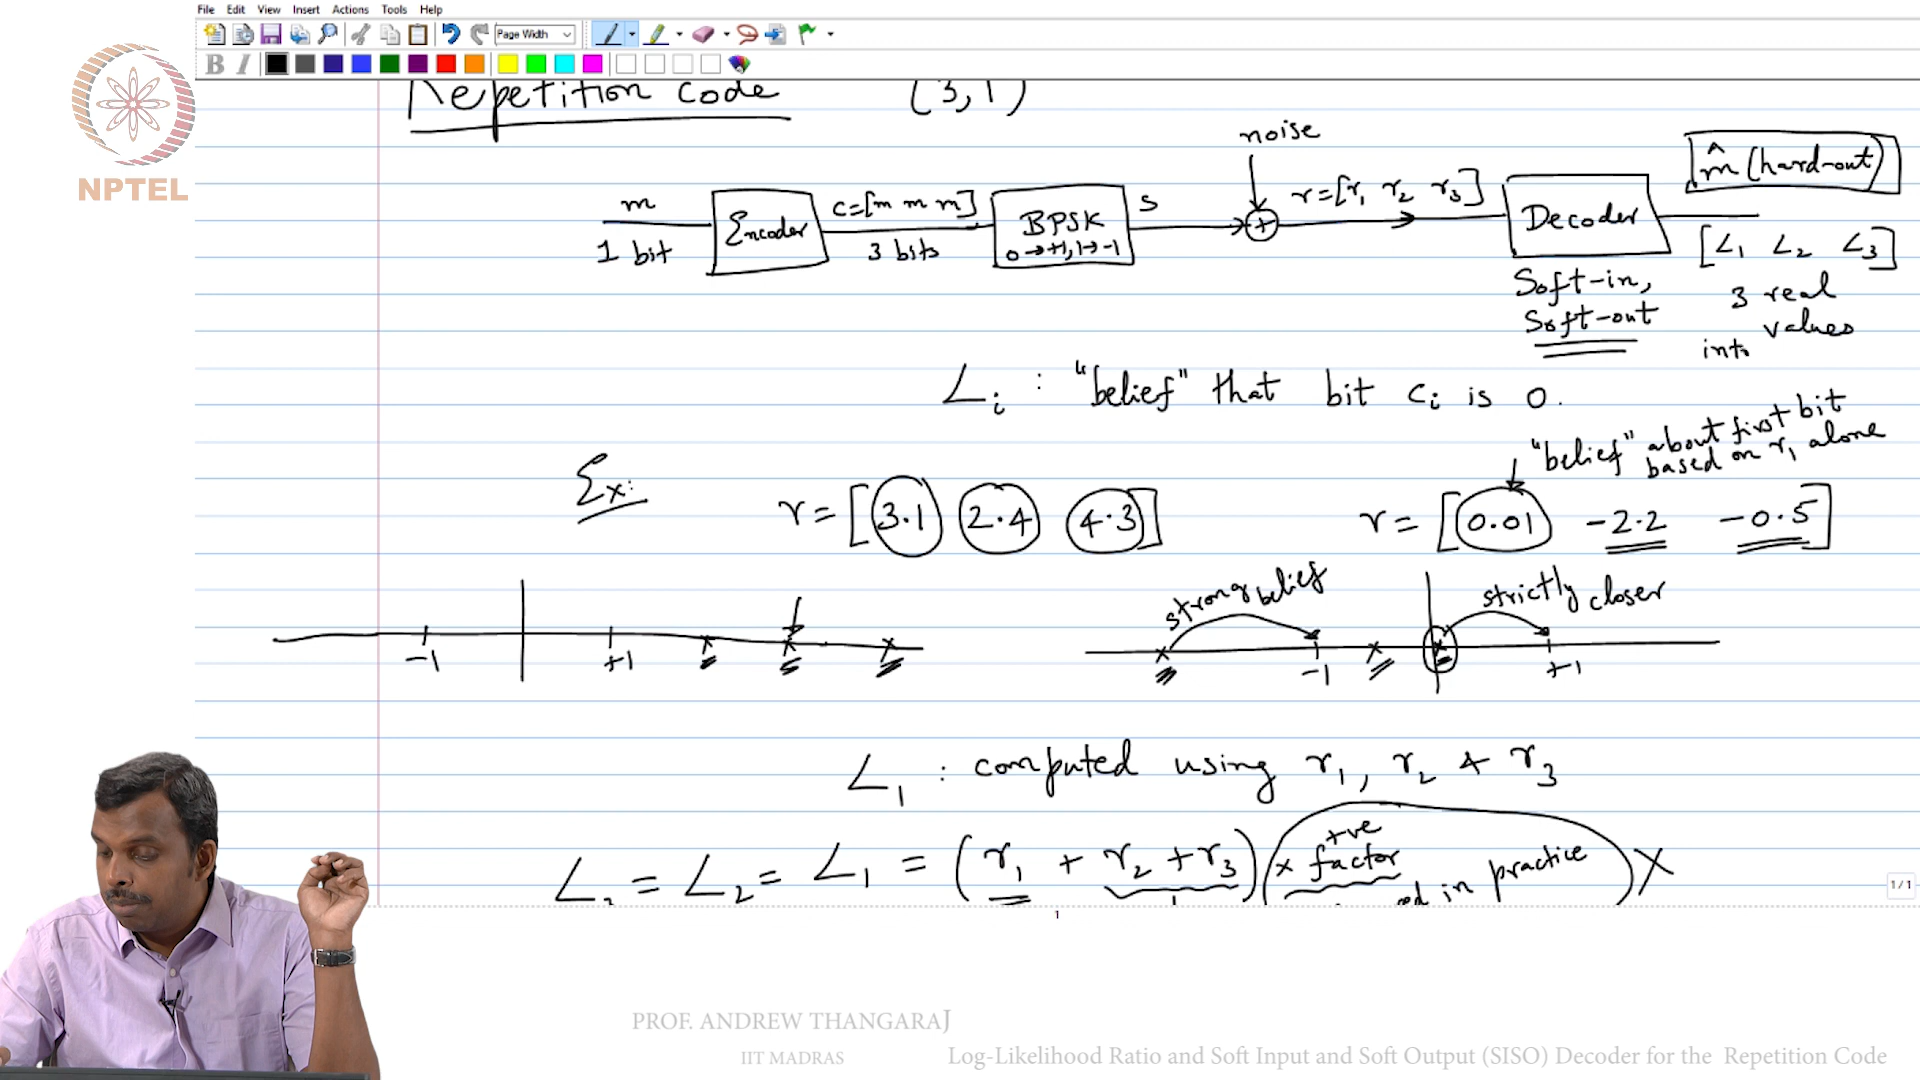 File Edit View Insert Actions Tools Help
Page Width
B I
NPTEL
Repetition code (3,1)
noise
m̂ (hard-out)
m
1 bit
Encoder
c=[m m m]
3 bits
BPSK
0→+1, 1→-1
s
+
r=[r₁ r₂ r₃]
Decoder
[L₁ L₂ L₃]
Soft-in,
Soft-out
3 real
values
into
Lᵢ : "belief" that bit cᵢ is 0.
"belief" about first bit
based on r₁ alone
Ex:
r = [3.1 2.4 4.3]
r = [0.01 -2.2 -0.5]
strong belief
strictly closer
-1 +1
-1 +1
L₁ : computed using r₁, r₂ & r₃
= L₂ = L₁ = (r₁ + r₂ + r₃) (× +ve factor in practice) X
1/1
1
PROF. ANDREW THANGARAJ
IIT MADRAS
Log-Likelihood Ratio and Soft Input and Soft Output (SISO) Decoder for the Repetition Code